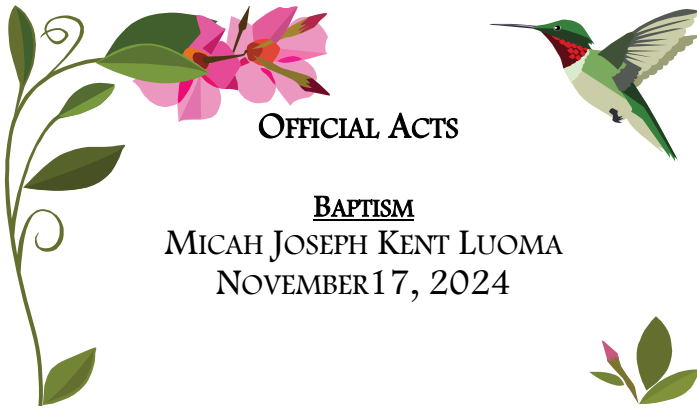 Official Acts
Baptism
Micah Joseph Kent Luoma
November17, 2024